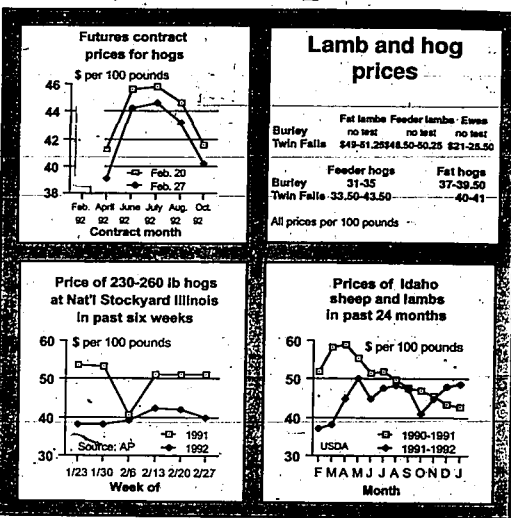 Futures contract
prices for hogs
$ per 100 pounds
46
44
42
40
38
Feb. 20
Feb. 27
Feb. April June July Aug. Oct.
92 92 92 92 92 92
Contract month
Lamb and hog
prices
Fat lambs Feeder lambs Ewes
Burley no test no test no test
Twin Falls $49-51.25 $48.50-50.25 $21-25.50
Feeder hogs Fat hogs
Burley 31-35 37-39.50
Twin Falls 33.50-43.50 40-41
All prices per 100 pounds
Price of 230-260 lb hogs
at Nat'l Stockyard Illinois
in past six weeks
60
$ per 100 pounds
50
40
1991
Source: AP
1992
30
1/23 1/30 2/6 2/13 2/20 2/27
Week of
Prices of Idaho
sheep and lambs
in past 24 months
60
$ per 100 pounds
50
40
1990-1991
USDA
1991-1992
30
F M A M J J A S O N D J
Month